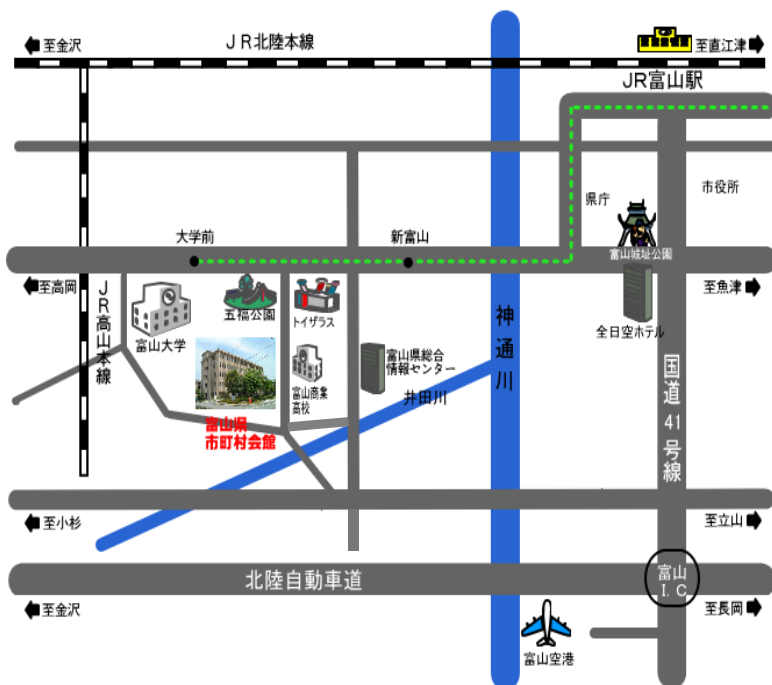 至金沢
JR北陸本線
至直江津
JR富山駅
県庁
市役所
大学前
新富山
富山城址公園
至高岡
JR高山本線
五福公園
トイザラス
富山大学
至魚津
全日空ホテル
神通川
富山県総合
情報センター
富山商業
高校
井田川
国道41号線
富山県
市町村会館
至小杉
至立山
北陸自動車道
富山
I.C
至金沢
至長岡
富山空港